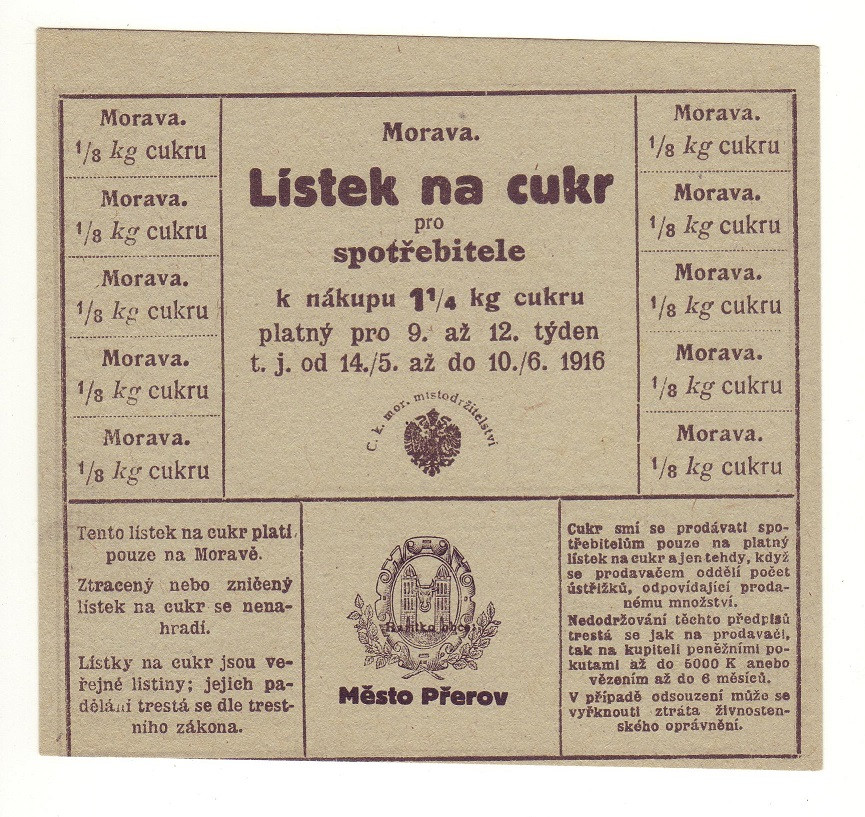 Morava.
1/8 kg cukru
Morava.
1/8 kg cukru
Morava.
1/8 kg cukru
Morava.
1/8 kg cukru
Morava.
1/8 kg cukru
Morava.
Lístek na cukr
pro
spotřebitele
k nákupu 1 1/4 kg cukru
platný pro 9. až 12. týden
t. j. od 14./5. až do 10./6. 1916
C. k. mor. místodržitelství
Morava.
1/8 kg cukru
Morava.
1/8 kg cukru
Morava.
1/8 kg cukru
Morava.
1/8 kg cukru
Morava.
1/8 kg cukru
Tento lístek na cukr platí
pouze na Moravě.
Ztracený nebo zničený
lístek na cukr se nena-
hradí.
Lístky na cukr jsou ve-
řejné listiny; jejich pa-
dělání trestá se dle trest-
ního zákona.
obce.
Město Přerov
Cukr smí se prodávati spo-
třebitelům pouze na platný
lístek na cukr a jen tehdy, když
se prodavačem oddělí počet
ústřižků, odpovídající proda-
nému množství.
Nedodržování těchto předpisů
trestá se jak na prodavači,
tak na kupiteli peněžními po-
kutami až do 5000 K anebo
vězením až do 6 měsíců.
V případě odsouzení může se
vyřknouti ztráta živnosten-
ského oprávnění.